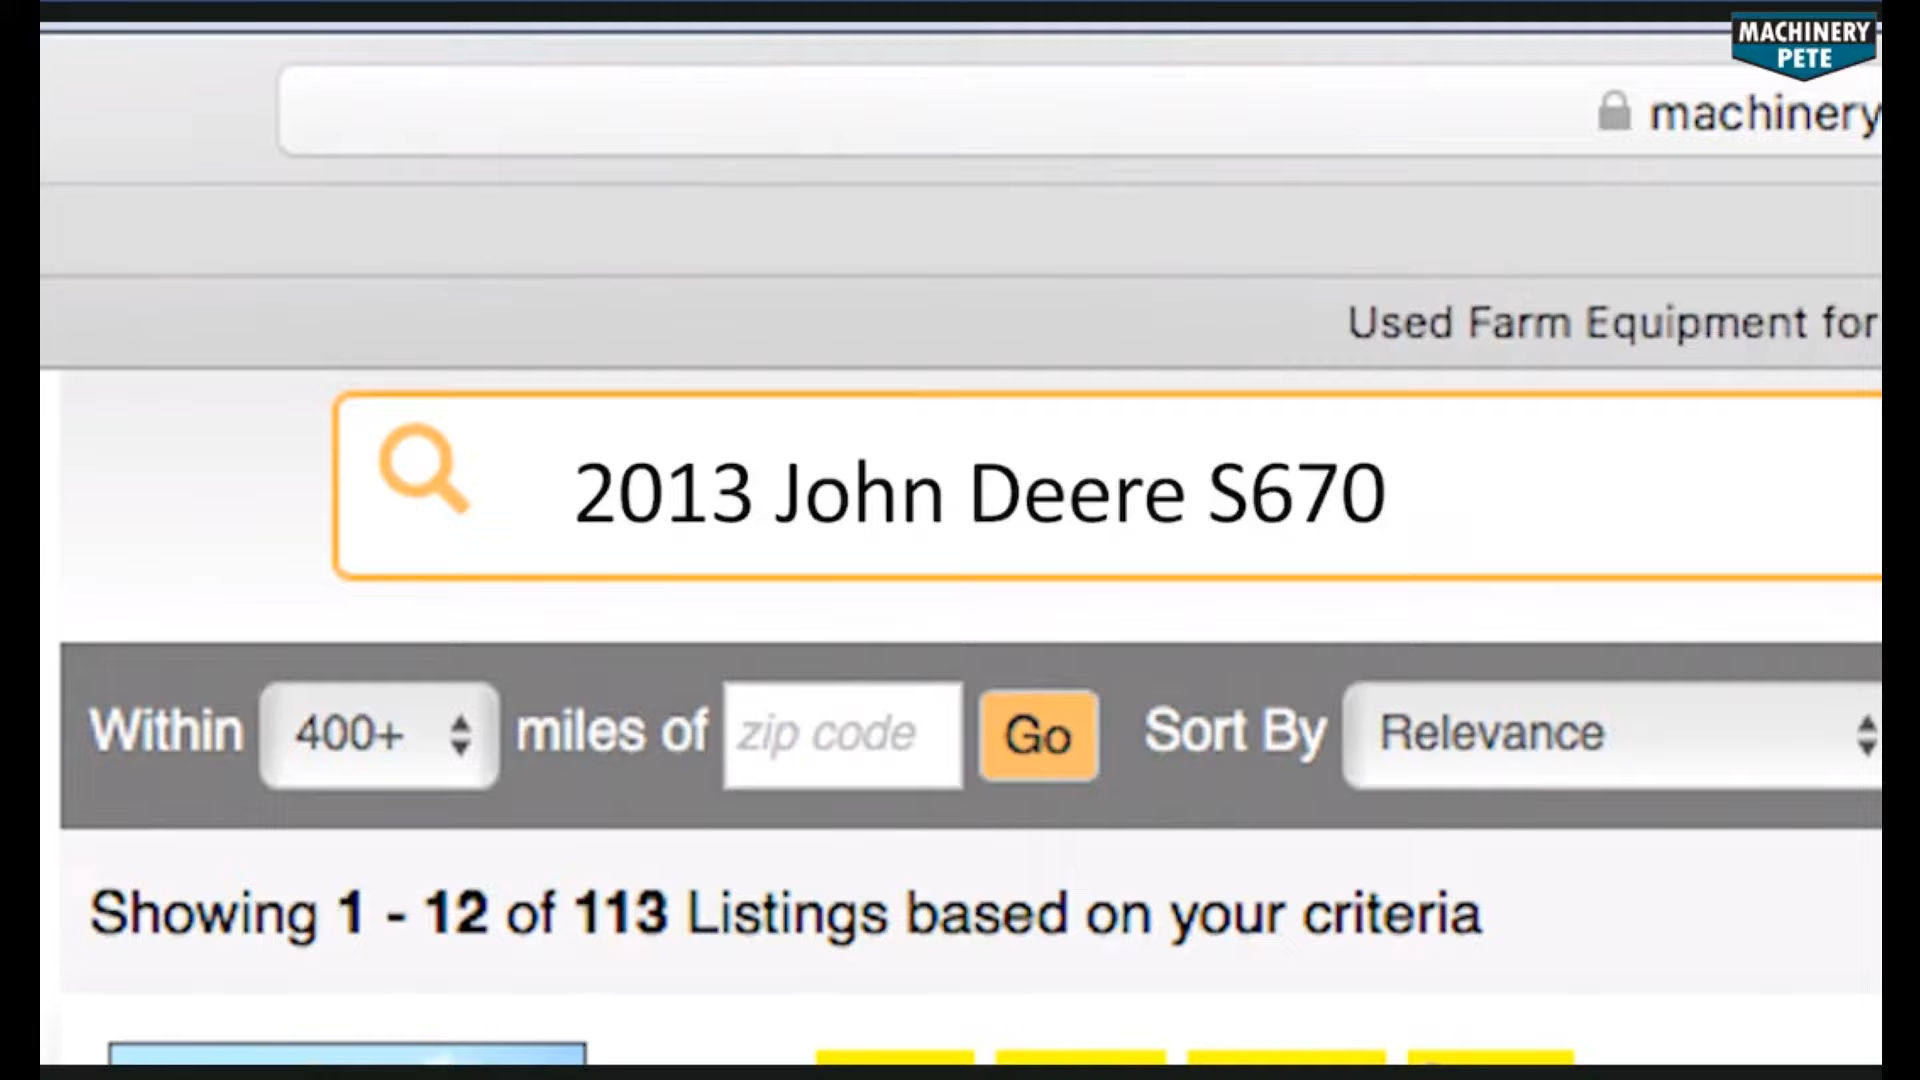 MACHINERY
PETE
machinery
Used Farm Equipment for
2013 John Deere S670
Within 400+ miles of zip code Go Sort By Relevance
Showing 1 - 12 of 113 Listings based on your criteria